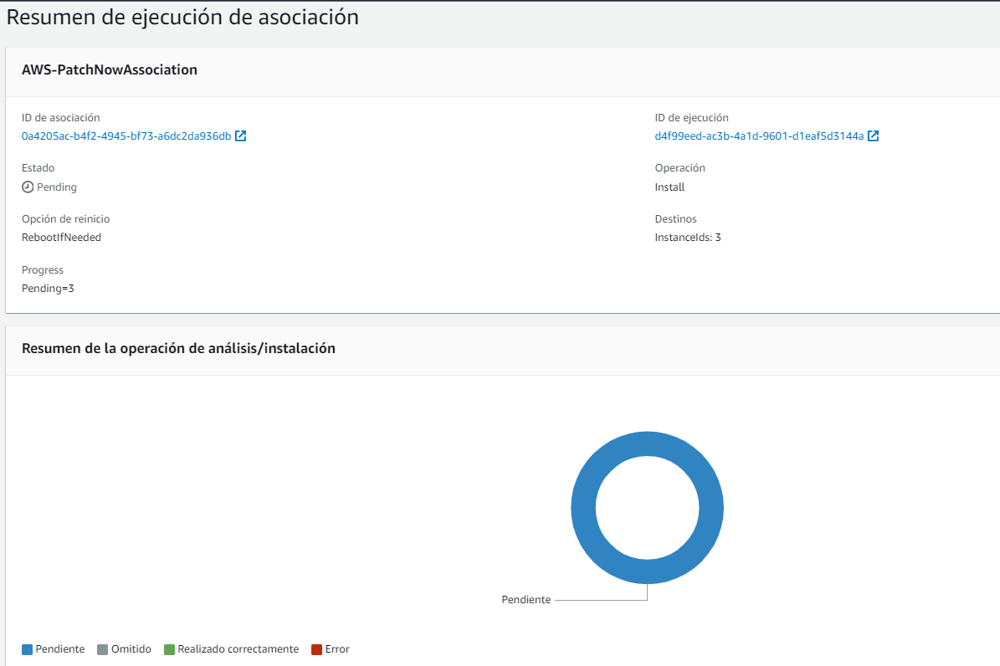 Resumen de ejecución de asociación
AWS-PatchNowAssociation
ID de asociación
0a4205ac-b4f2-4945-bf73-a6dc2da936db
ID de ejecución
d4f99eed-ac3b-4a1d-9601-d1eaf5d3144a
Estado
Pending
Operación
Install
Opción de reinicio
RebootIfNeeded
Destinos
InstanceIds: 3
Progress
Pending=3
Resumen de la operación de análisis/instalación
Pendiente
Pendiente Omitido Realizado correctamente Error